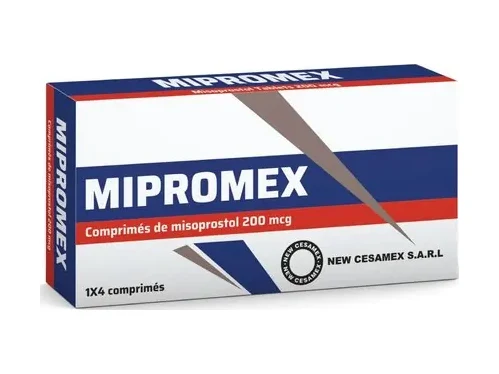 MIPROMEX
Misoprostol Tablets 200 mcg
MIPROMEX
Comprimés de misoprostol 200 mcg
MIPROMEX
Comprimés de misoprostol 200 mcg
NEW CESAMEX
NEW CESAMEX
NEW CESAMEX S.A.R.L
1X4 comprimés